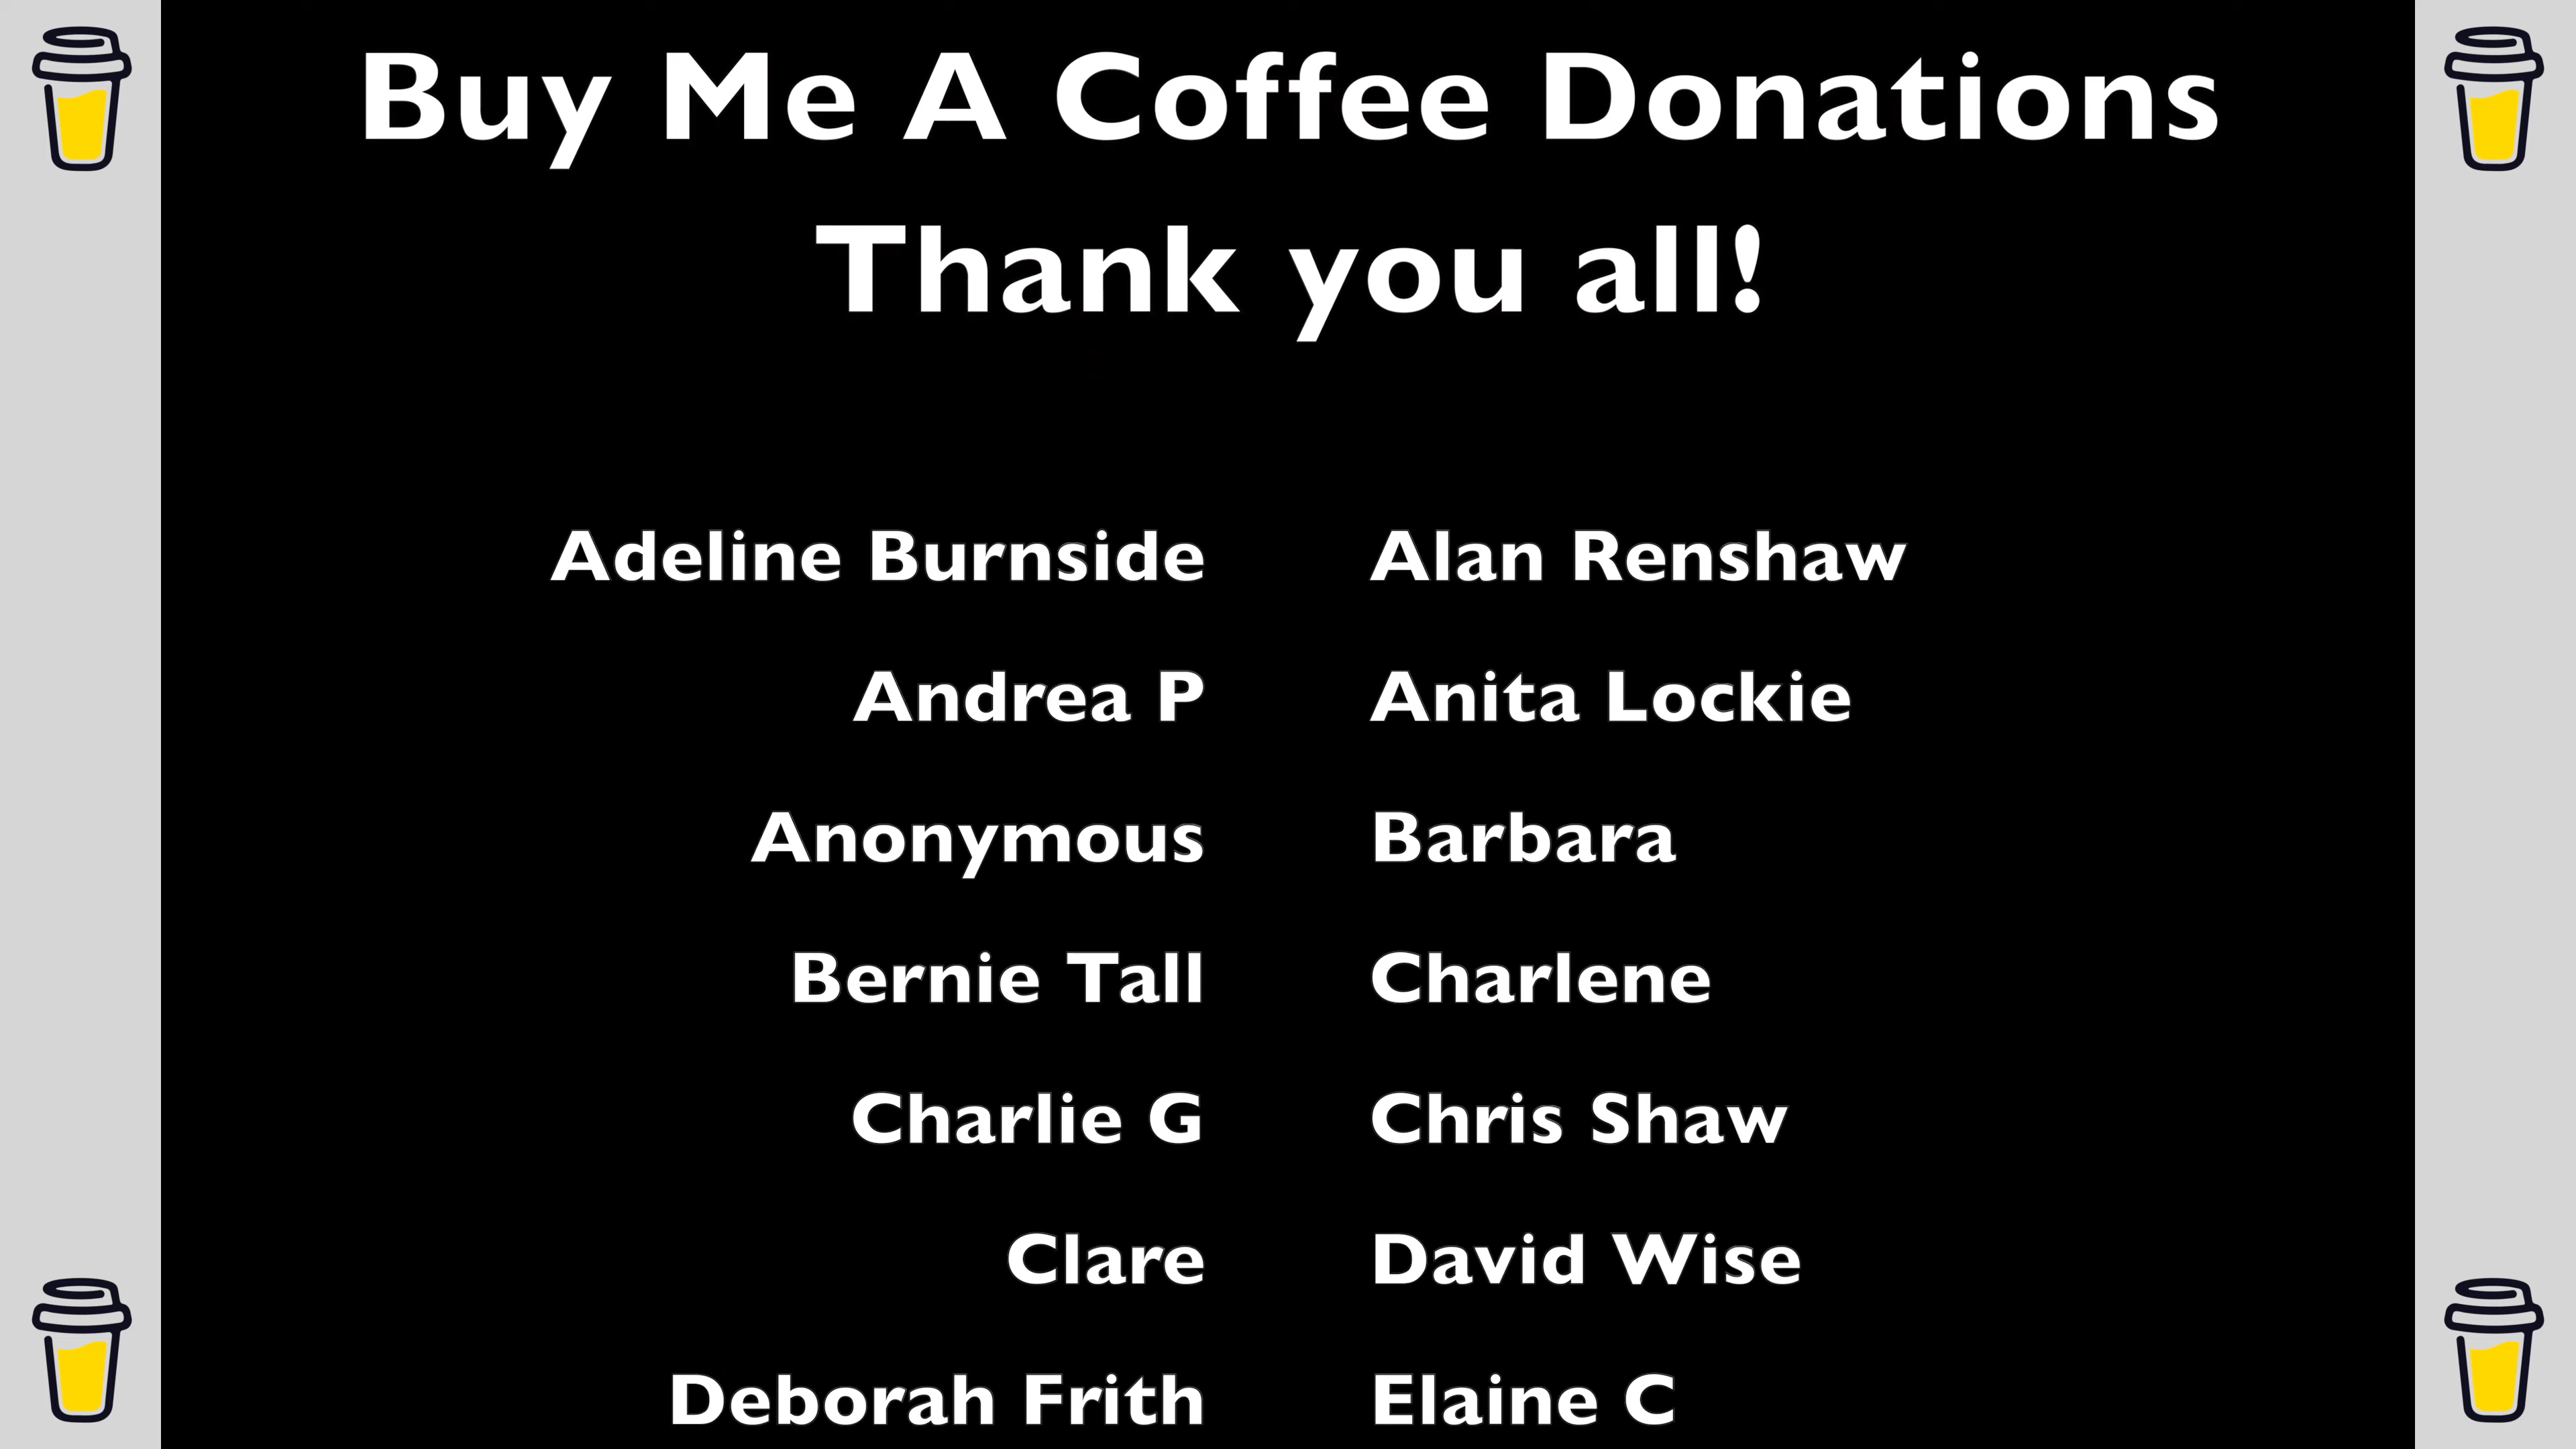 Buy Me A Coffee Donations
Thank you all!
Adeline Burnside Alan Renshaw
Andrea P Anita Lockie
Anonymous Barbara
Bernie Tall Charlene
Charlie G Chris Shaw
Clare David Wise
Deborah Frith Elaine C